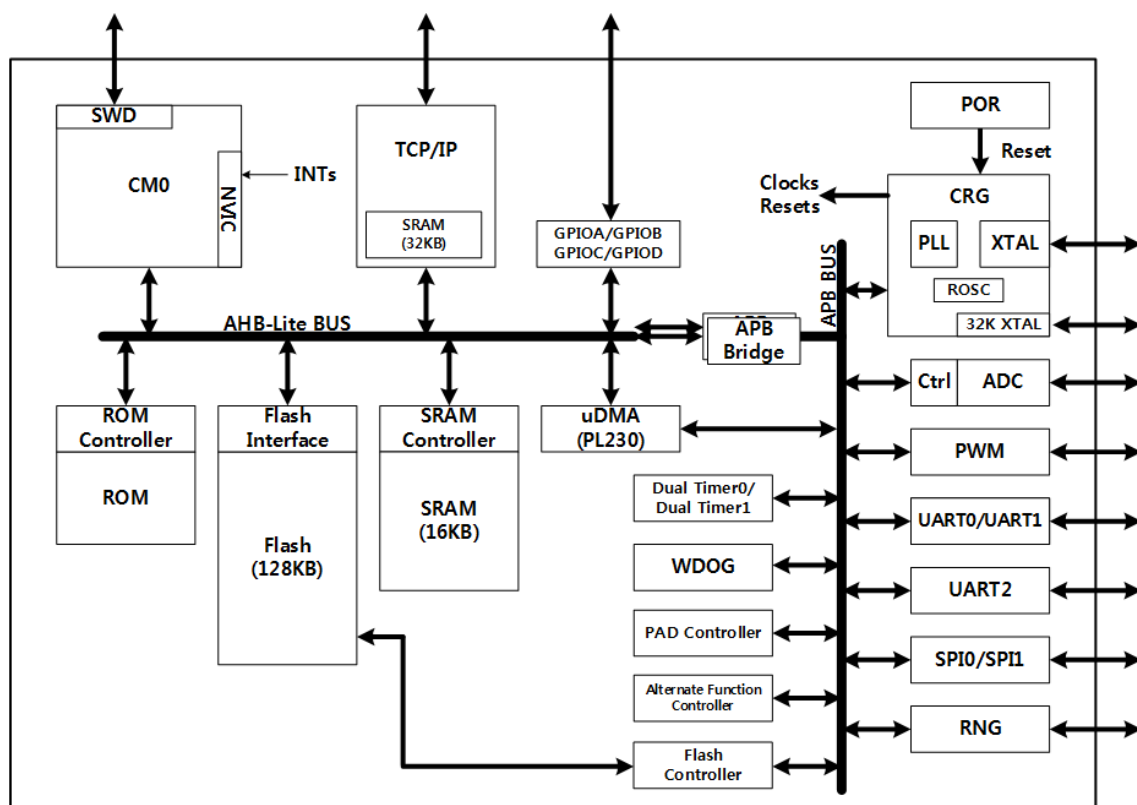 SWD
CM0
NVIC
INTs
TCP/IP
SRAM
(32KB)
GPIOA/GPIOB
GPIOC/GPIOD
POR
Reset
Clocks
Resets
CRG
PLL
XTAL
ROSC
32K XTAL
APB BUS
AHB-Lite BUS
APB
Bridge
ROM
Controller
ROM
Flash
Interface
Flash
(128KB)
SRAM
Controller
SRAM
(16KB)
uDMA
(PL230)
Ctrl
ADC
PWM
UART0/UART1
UART2
SPI0/SPI1
RNG
Dual Timer0/
Dual Timer1
WDOG
PAD Controller
Alternate Function
Controller
Flash
Controller